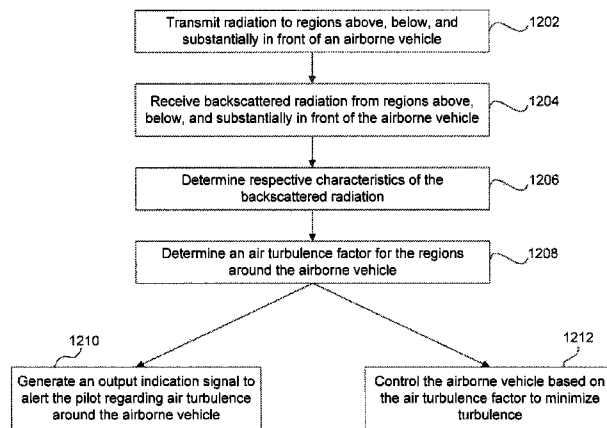 Transmit radiation to regions above, below, and
substantially in front of an airborne vehicle
1202
Receive backscattered radiation from regions above,
below, and substantially in front of the airborne vehicle
1204
Determine respective characteristics of the
backscattered radiation
1206
Determine an air turbulence factor for the regions
around the airborne vehicle
1208
1210
Generate an output indication signal to
alert the pilot regarding air turbulence
around the airborne vehicle
1212
Control the airborne vehicle based on
the air turbulence factor to minimize
turbulence